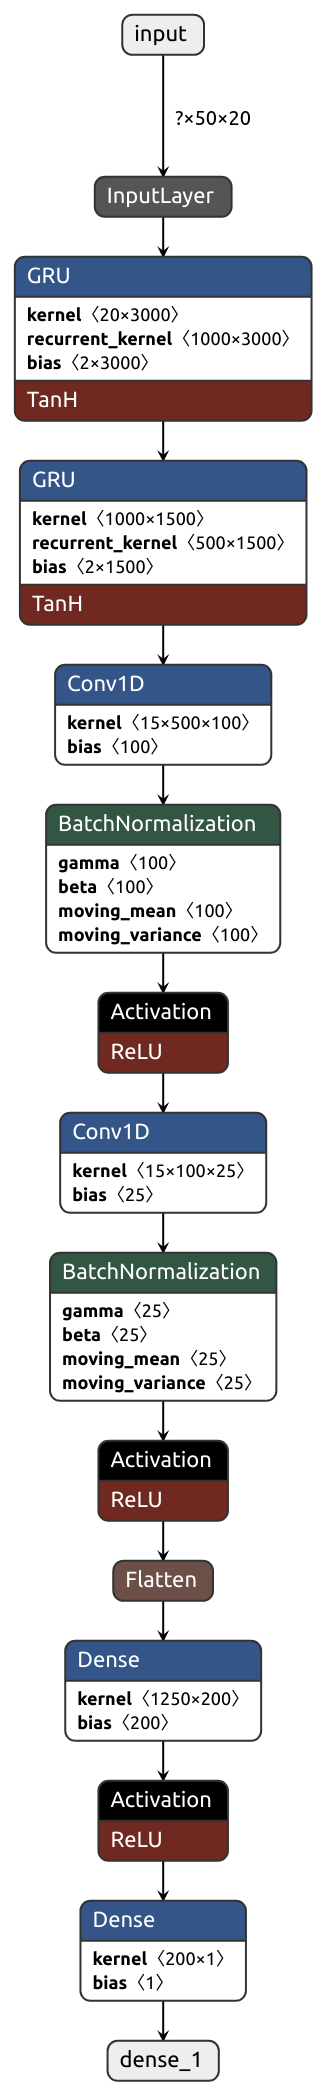 input
?×50×20
InputLayer
GRU
kernel〈20×3000〉
recurrent_kernel〈1000×3000〉
bias〈2×3000〉
TanH
GRU
kernel〈1000×1500〉
recurrent_kernel〈500×1500〉
bias〈2×1500〉
TanH
Conv1D
kernel〈15×500×100〉
bias〈100〉
BatchNormalization
gamma〈100〉
beta〈100〉
moving_mean〈100〉
moving_variance〈100〉
Activation
ReLU
Conv1D
kernel〈15×100×25〉
bias〈25〉
BatchNormalization
gamma〈25〉
beta〈25〉
moving_mean〈25〉
moving_variance〈25〉
Activation
ReLU
Flatten
Dense
kernel〈1250×200〉
bias〈200〉
Activation
ReLU
Dense
kernel〈200×1〉
bias〈1〉
dense_1